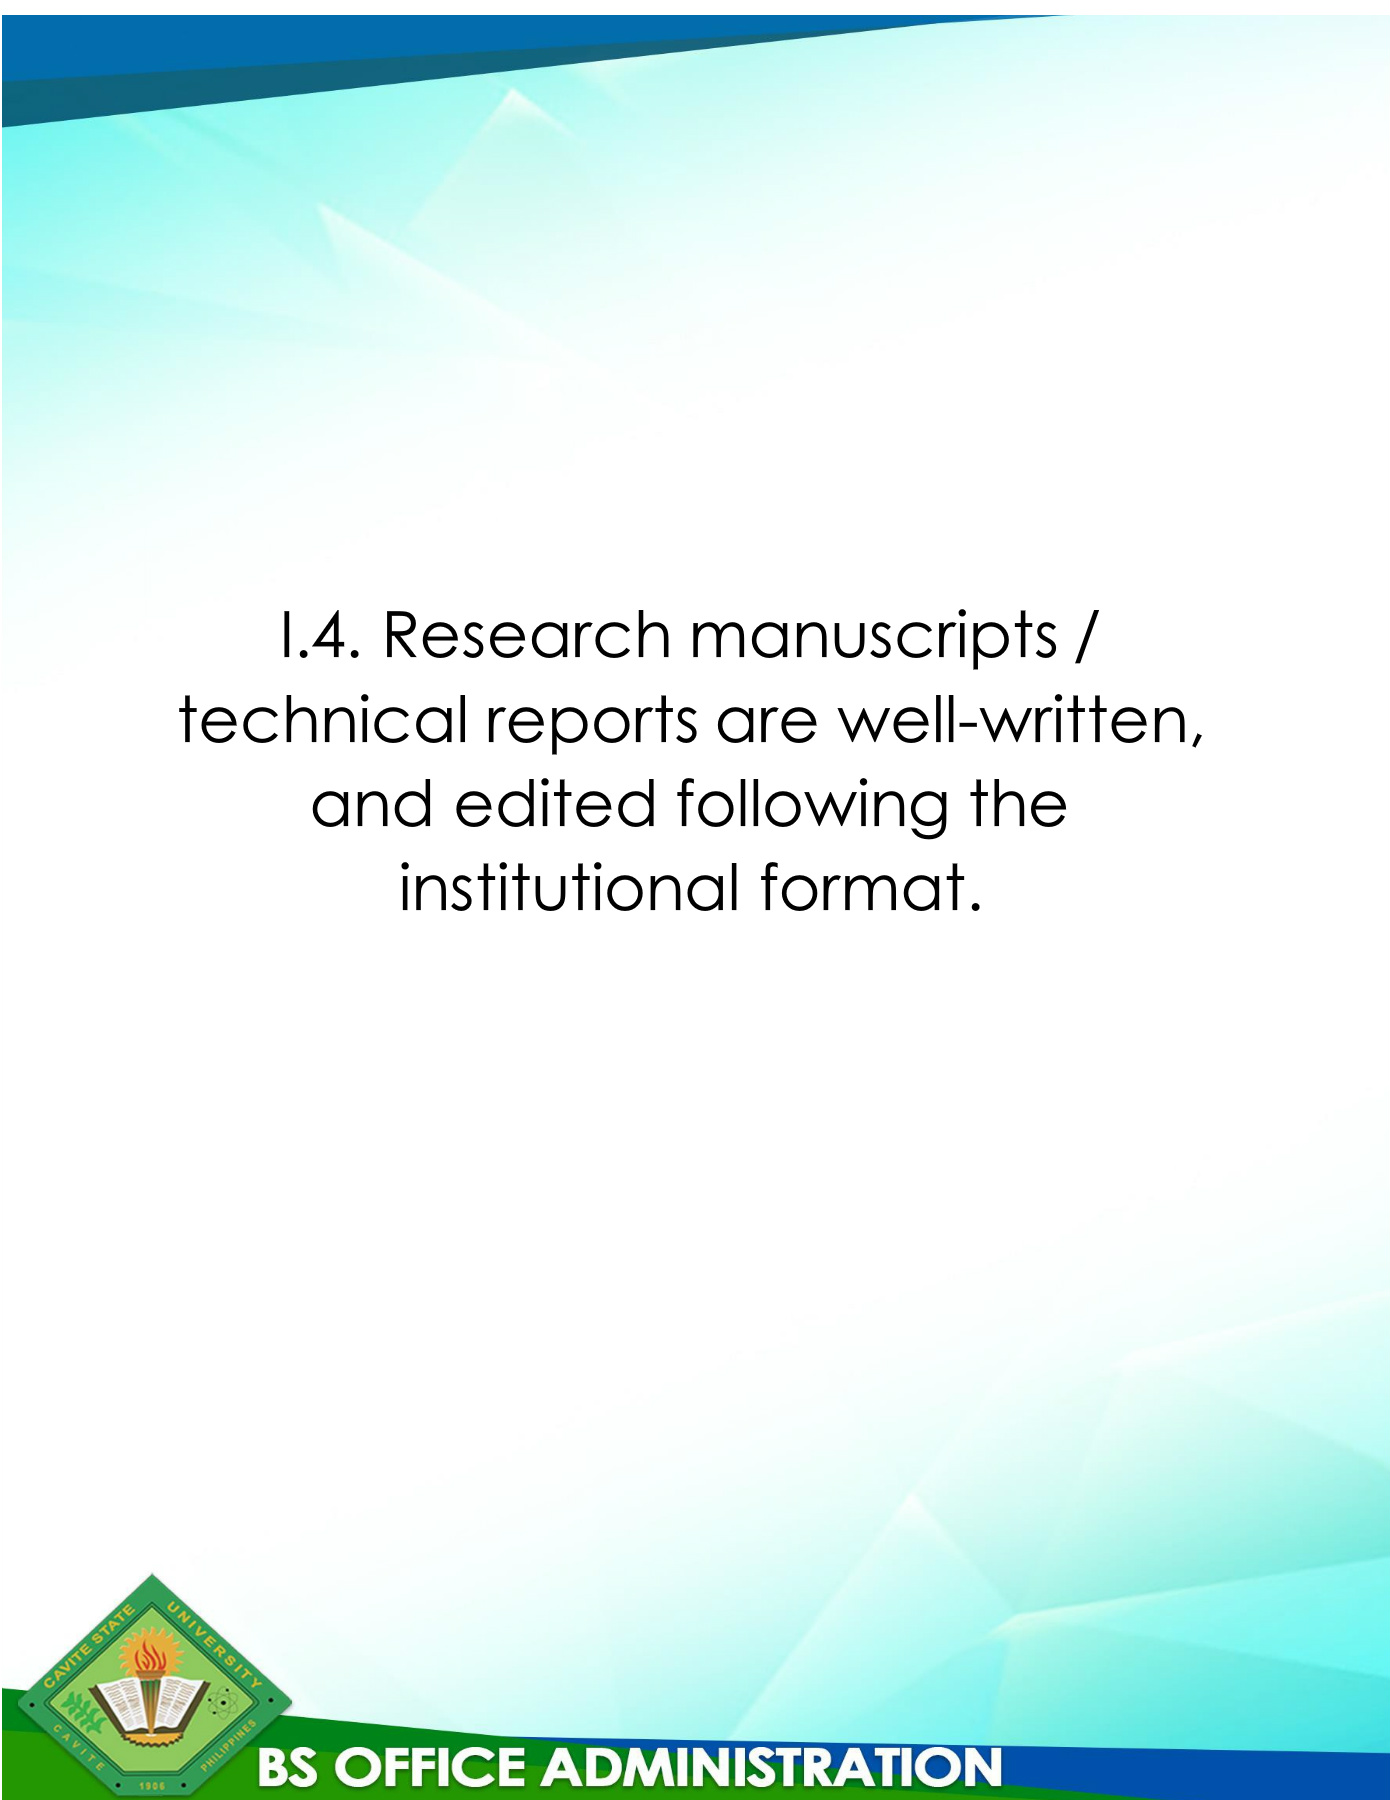 I.4. Research manuscripts /
technical reports are well-written,
and edited following the
institutional format.
CAVITE STATE UNIVERSITY
CAVITE PHILIPPINES
1906
BS OFFICE ADMINISTRATION